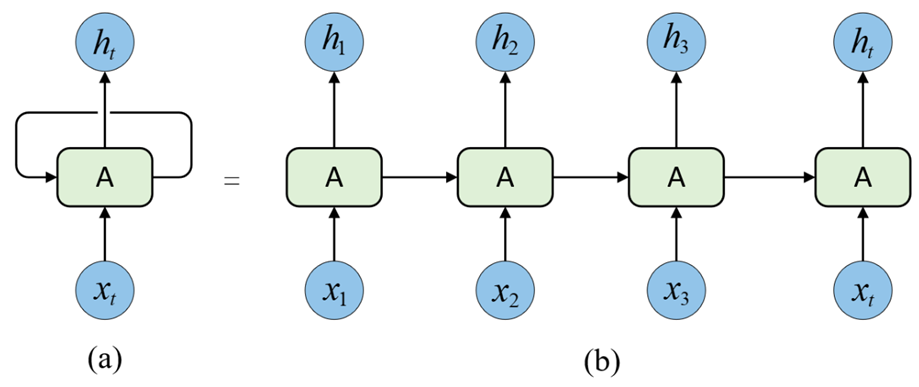 h_t h_1 h_2 h_3 h_t
A = A A A A
x_t x_1 x_2 x_3 x_t
(a) (b)